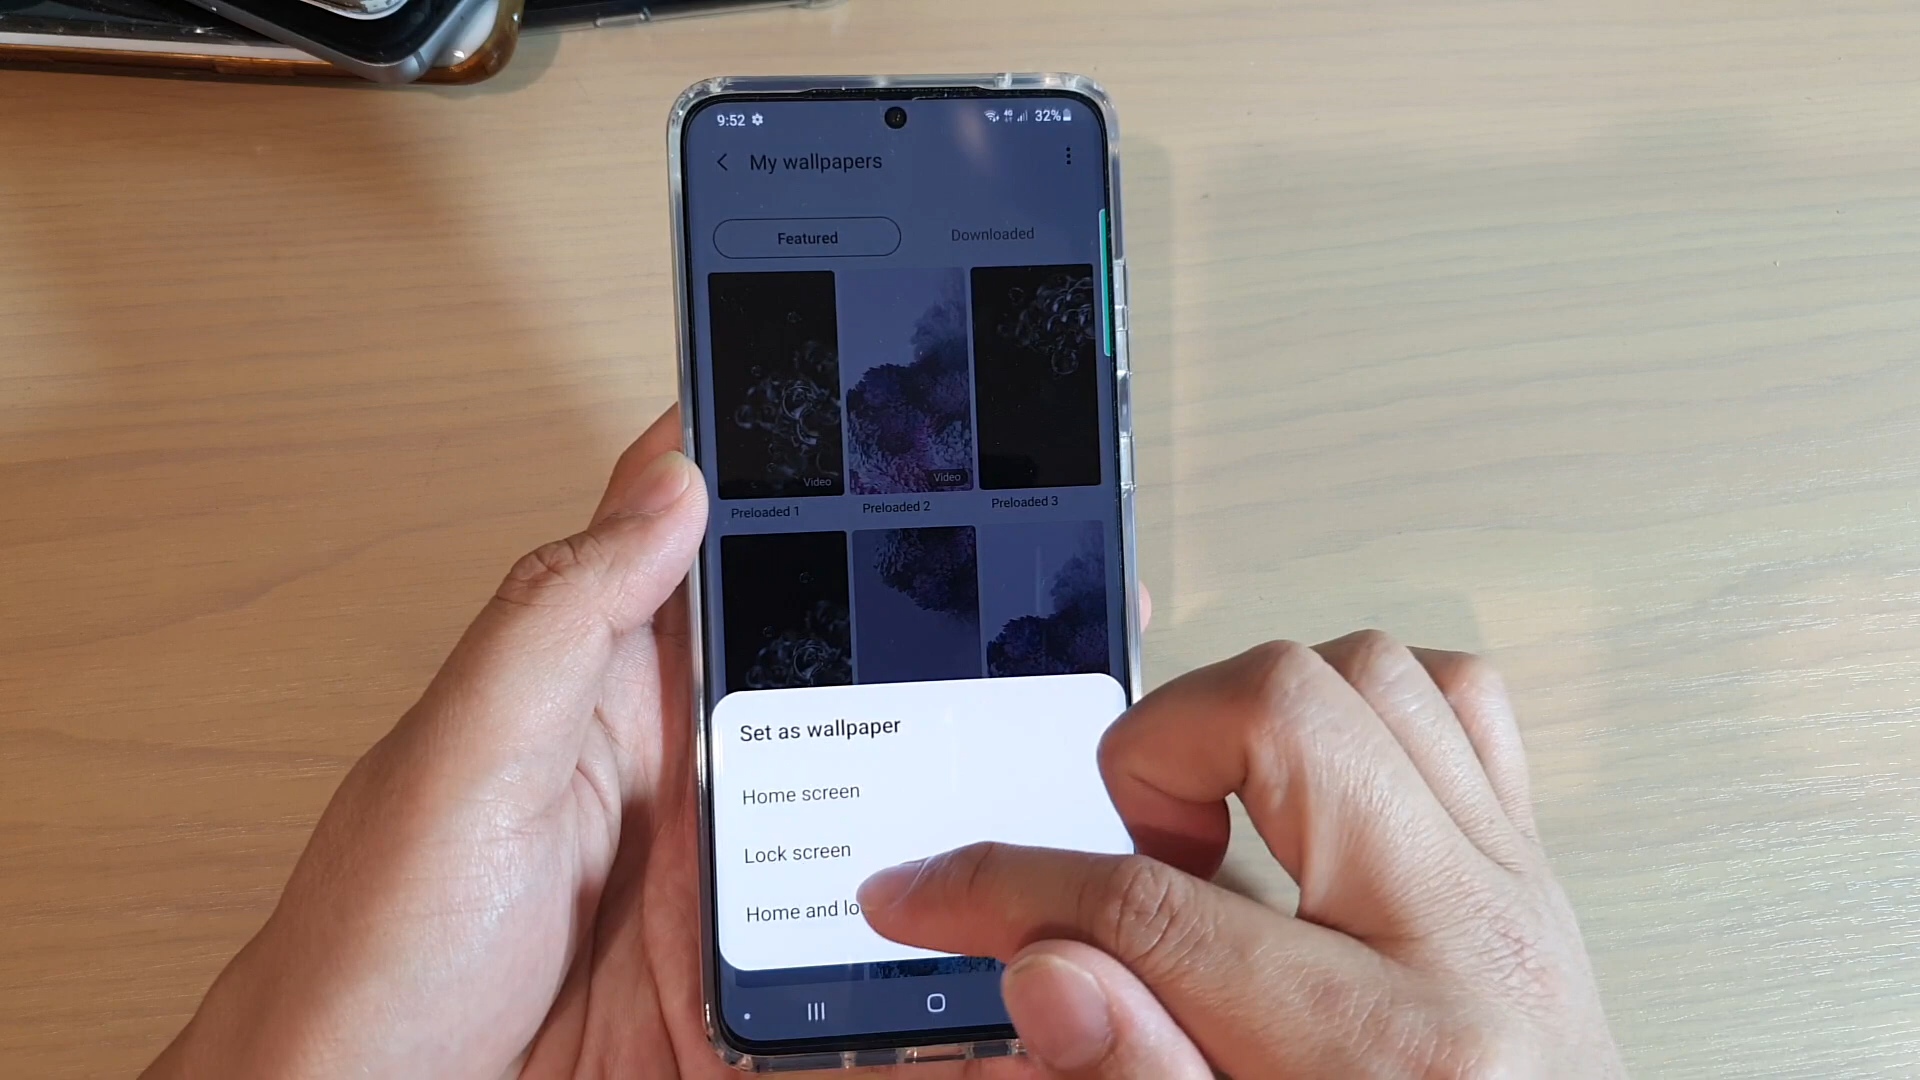 9:52 4G 32%
My wallpapers
Featured Downloaded
Video Video
Preloaded 1 Preloaded 2 Preloaded 3
Set as wallpaper
Home screen
Lock screen
Home and lo